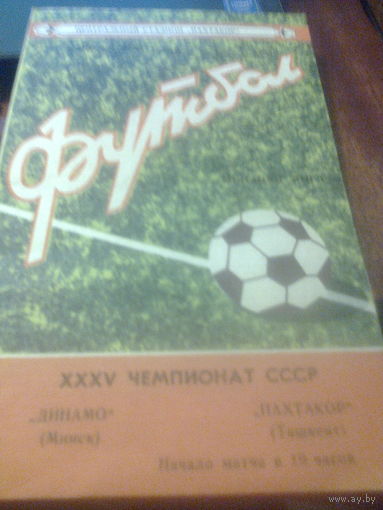 Футбол
XXXV ЧЕМПИОНАТ СССР
„ДИНАМО“ „ПАХТАКОР“
(Минск) (Ташкент)
Начало матча в 19 часов
www.ay.by